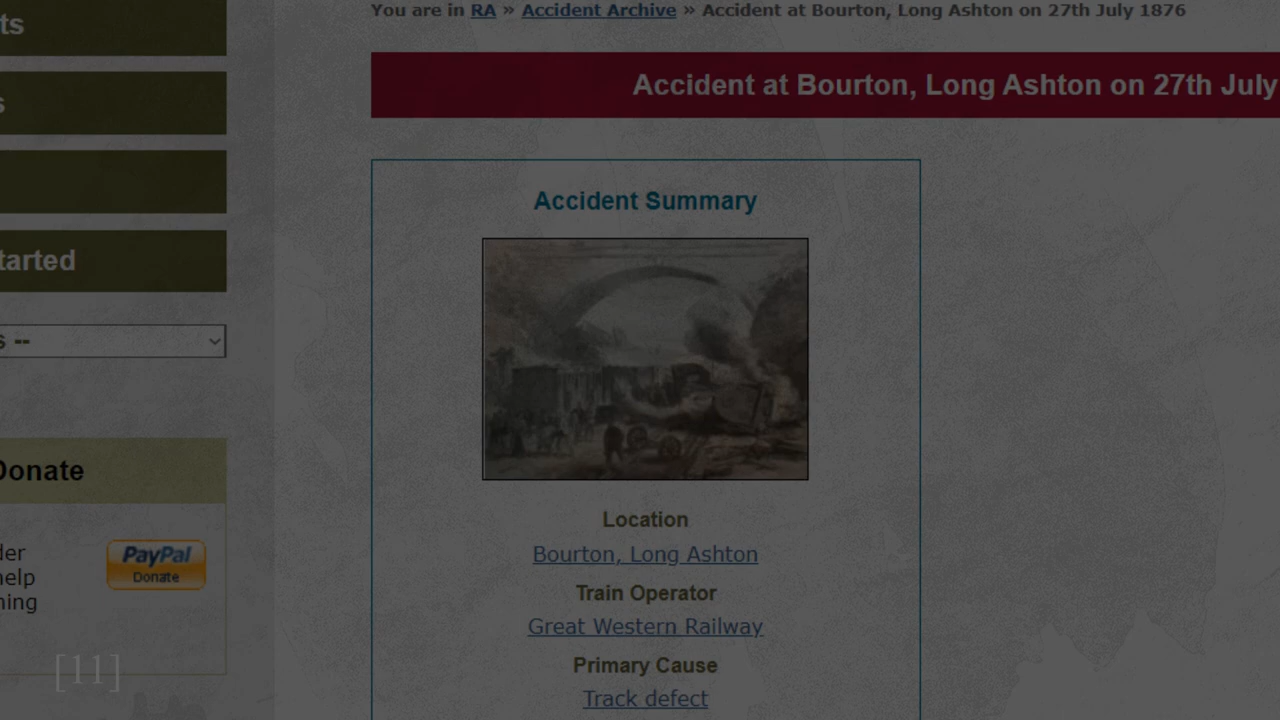 You are in RA » Accident Archive » Accident at Bourton, Long Ashton on 27th July 1876
Accident at Bourton, Long Ashton on 27th July
Accident Summary
Location
Bourton, Long Ashton
Train Operator
Great Western Railway
Primary Cause
Track defect
ts
s
tarted
s --
Donate
der
help
ning
PayPal
Donate
[11]